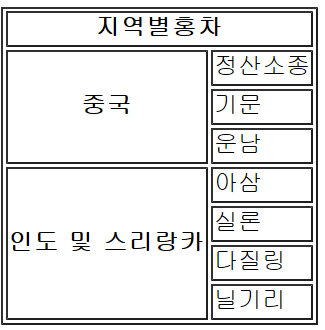 지역별홍차
중국
정산소종
기문
운남
인도 및 스리랑카
아삼
실론
다질링
닐기리